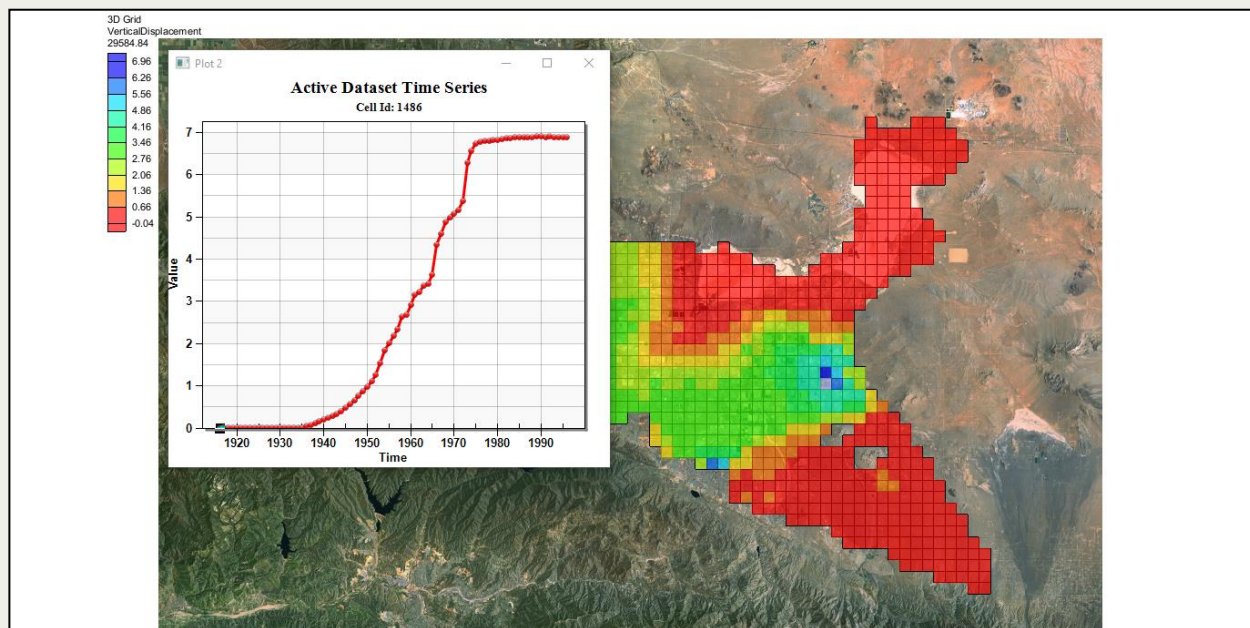 3D Grid
VerticalDisplacement
29584.84
6.96
6.26
5.56
4.86
4.16
3.46
2.76
2.06
1.36
0.66
-0.04
Plot 2
Active Dataset Time Series
Cell Id: 1486
7
6
5
4
3
2
1
0
Value
1920 1930 1940 1950 1960 1970 1980 1990
Time